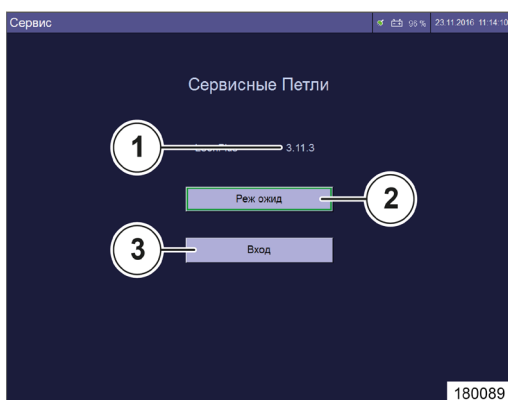 Сервис 96 % 23.11.2016 11:14:10
Сервисные Петли
1 3.11.3
Реж ожид 2
3 Вход
180089